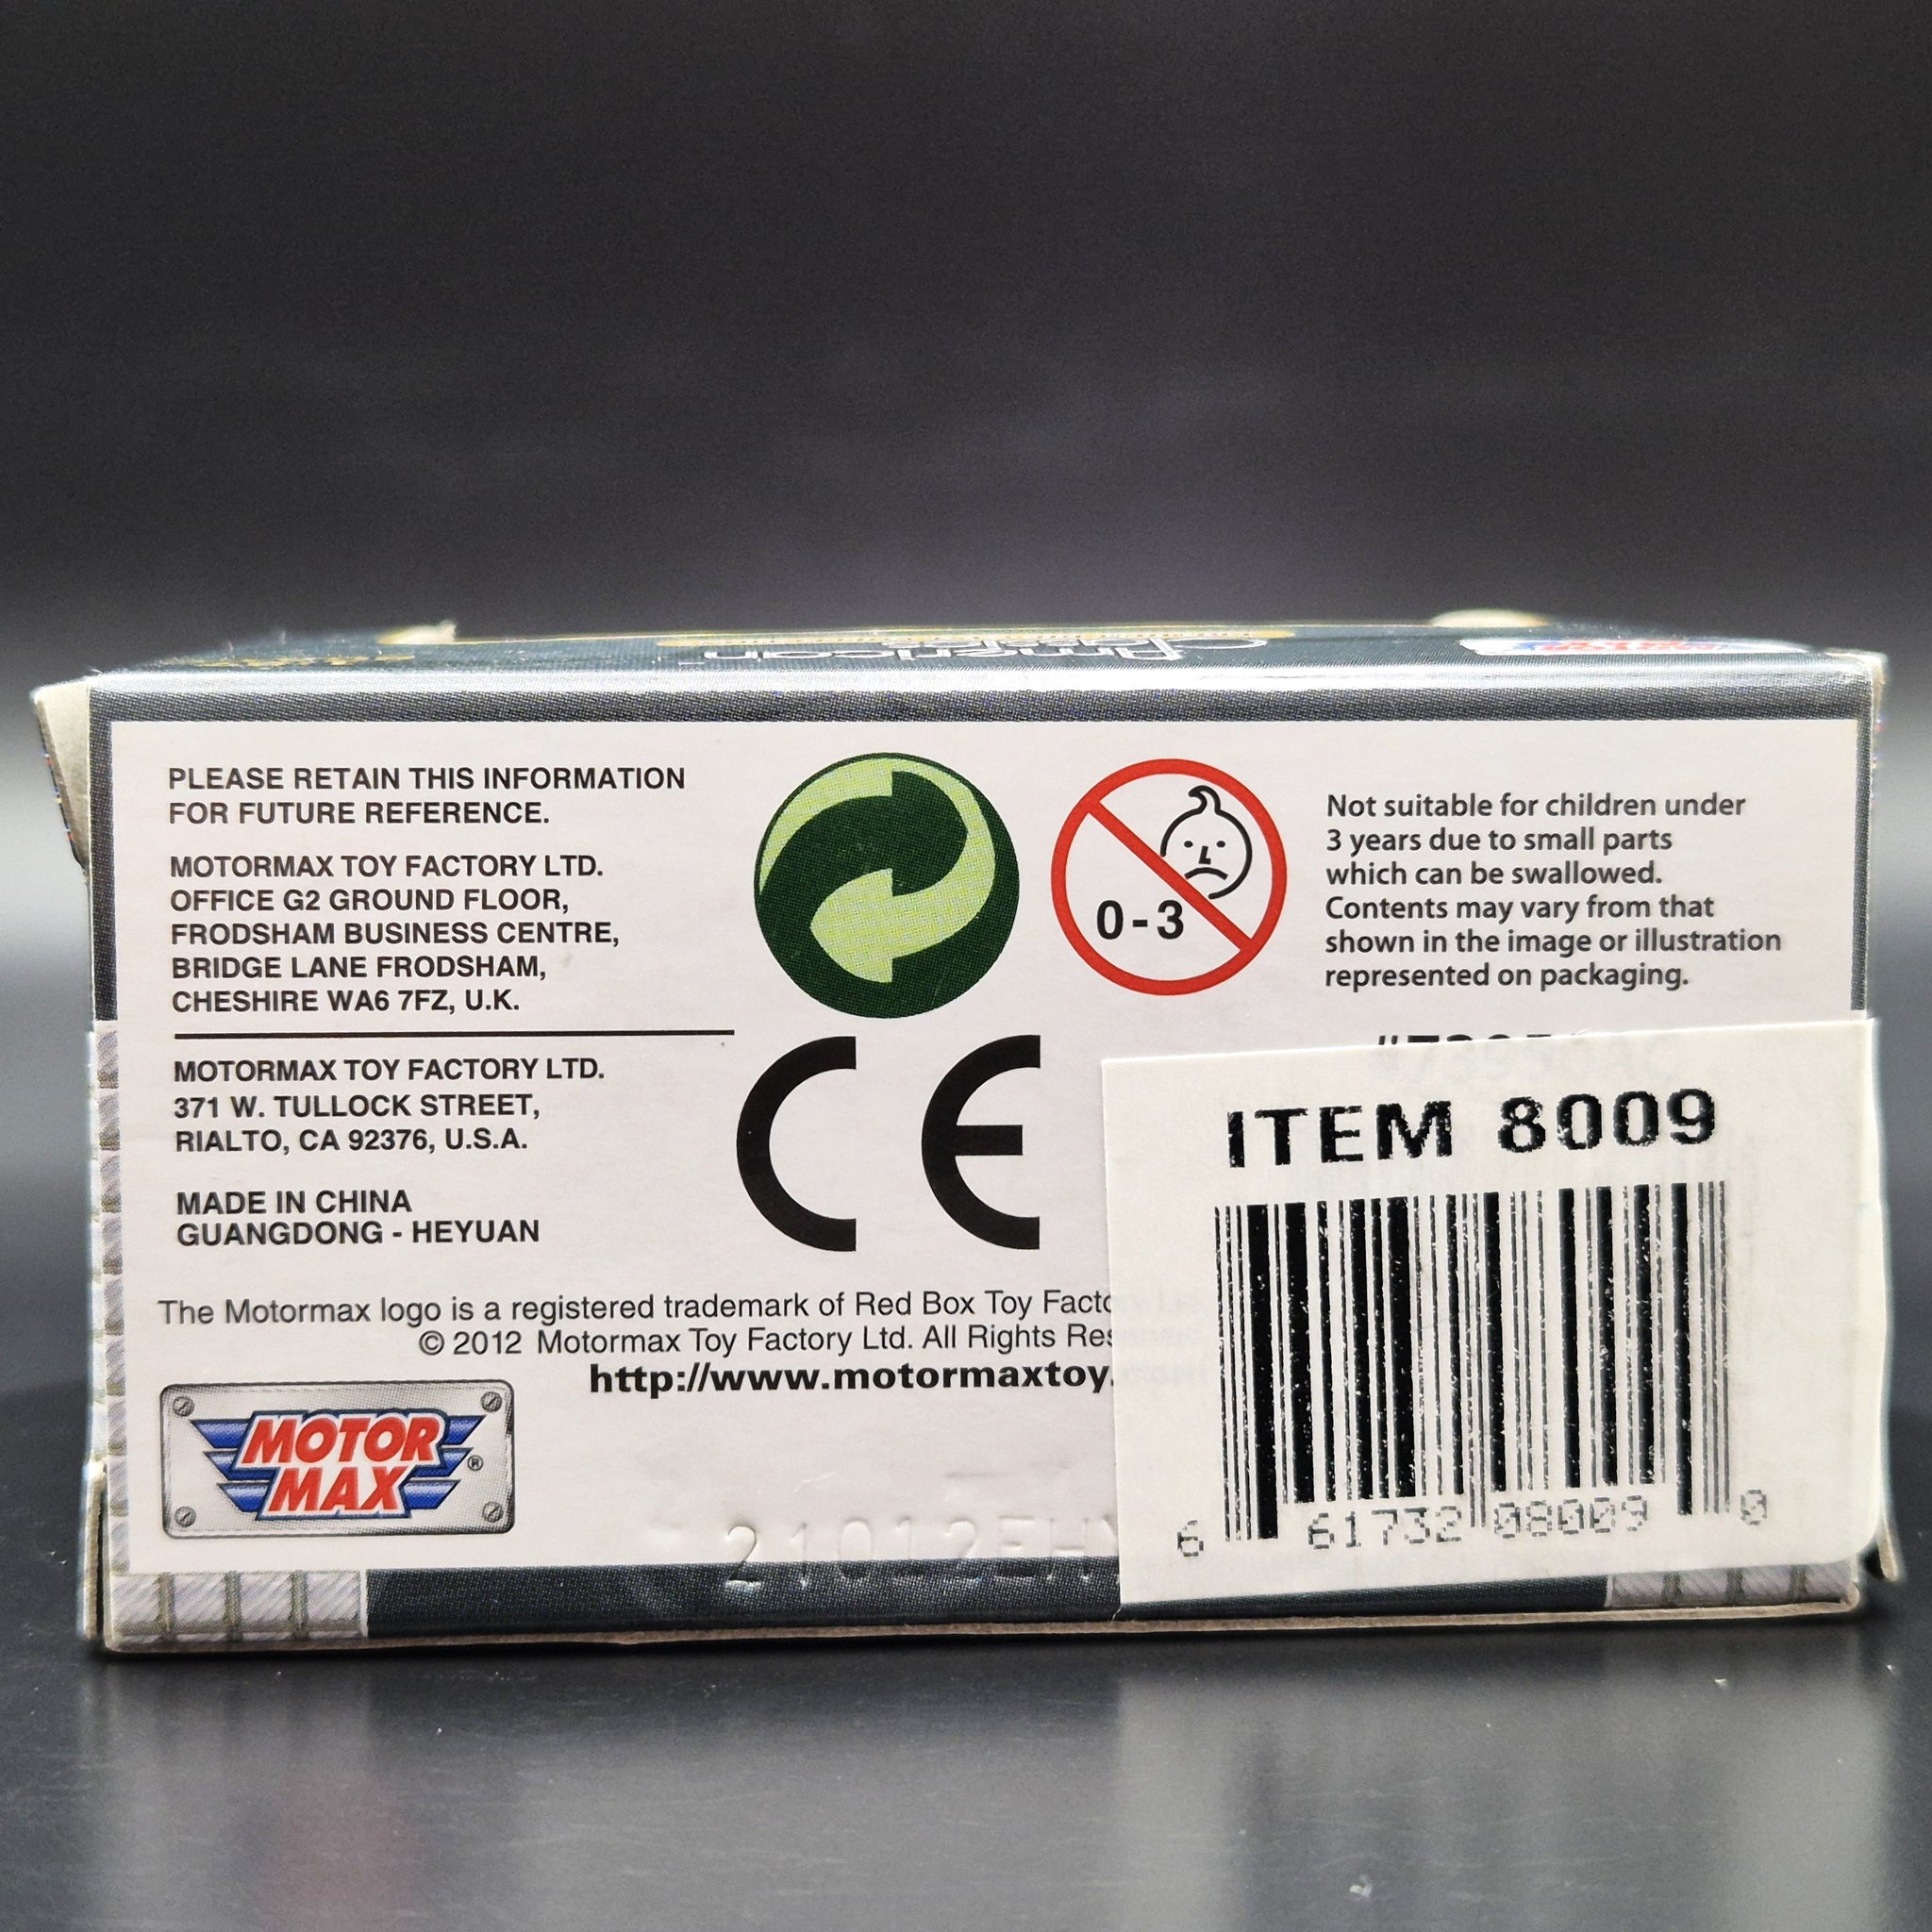 American
PLEASE RETAIN THIS INFORMATION
FOR FUTURE REFERENCE.
MOTORMAX TOY FACTORY LTD.
OFFICE G2 GROUND FLOOR,
FRODSHAM BUSINESS CENTRE,
BRIDGE LANE FRODSHAM,
CHESHIRE WA6 7FZ, U.K.
MOTORMAX TOY FACTORY LTD.
371 W. TULLOCK STREET,
RIALTO, CA 92376, U.S.A.
MADE IN CHINA
GUANGDONG - HEYUAN
0-3
Not suitable for children under
3 years due to small parts
which can be swallowed.
Contents may vary from that
shown in the image or illustration
represented on packaging.
CE
The Motormax logo is a registered trademark of Red Box Toy Facto
© 2012 Motormax Toy Factory Ltd. All Rights Res
http://www.motormaxtoy.
MOTOR
MAX ®
21012EH
ITEM 8009
6 61732 08009 0